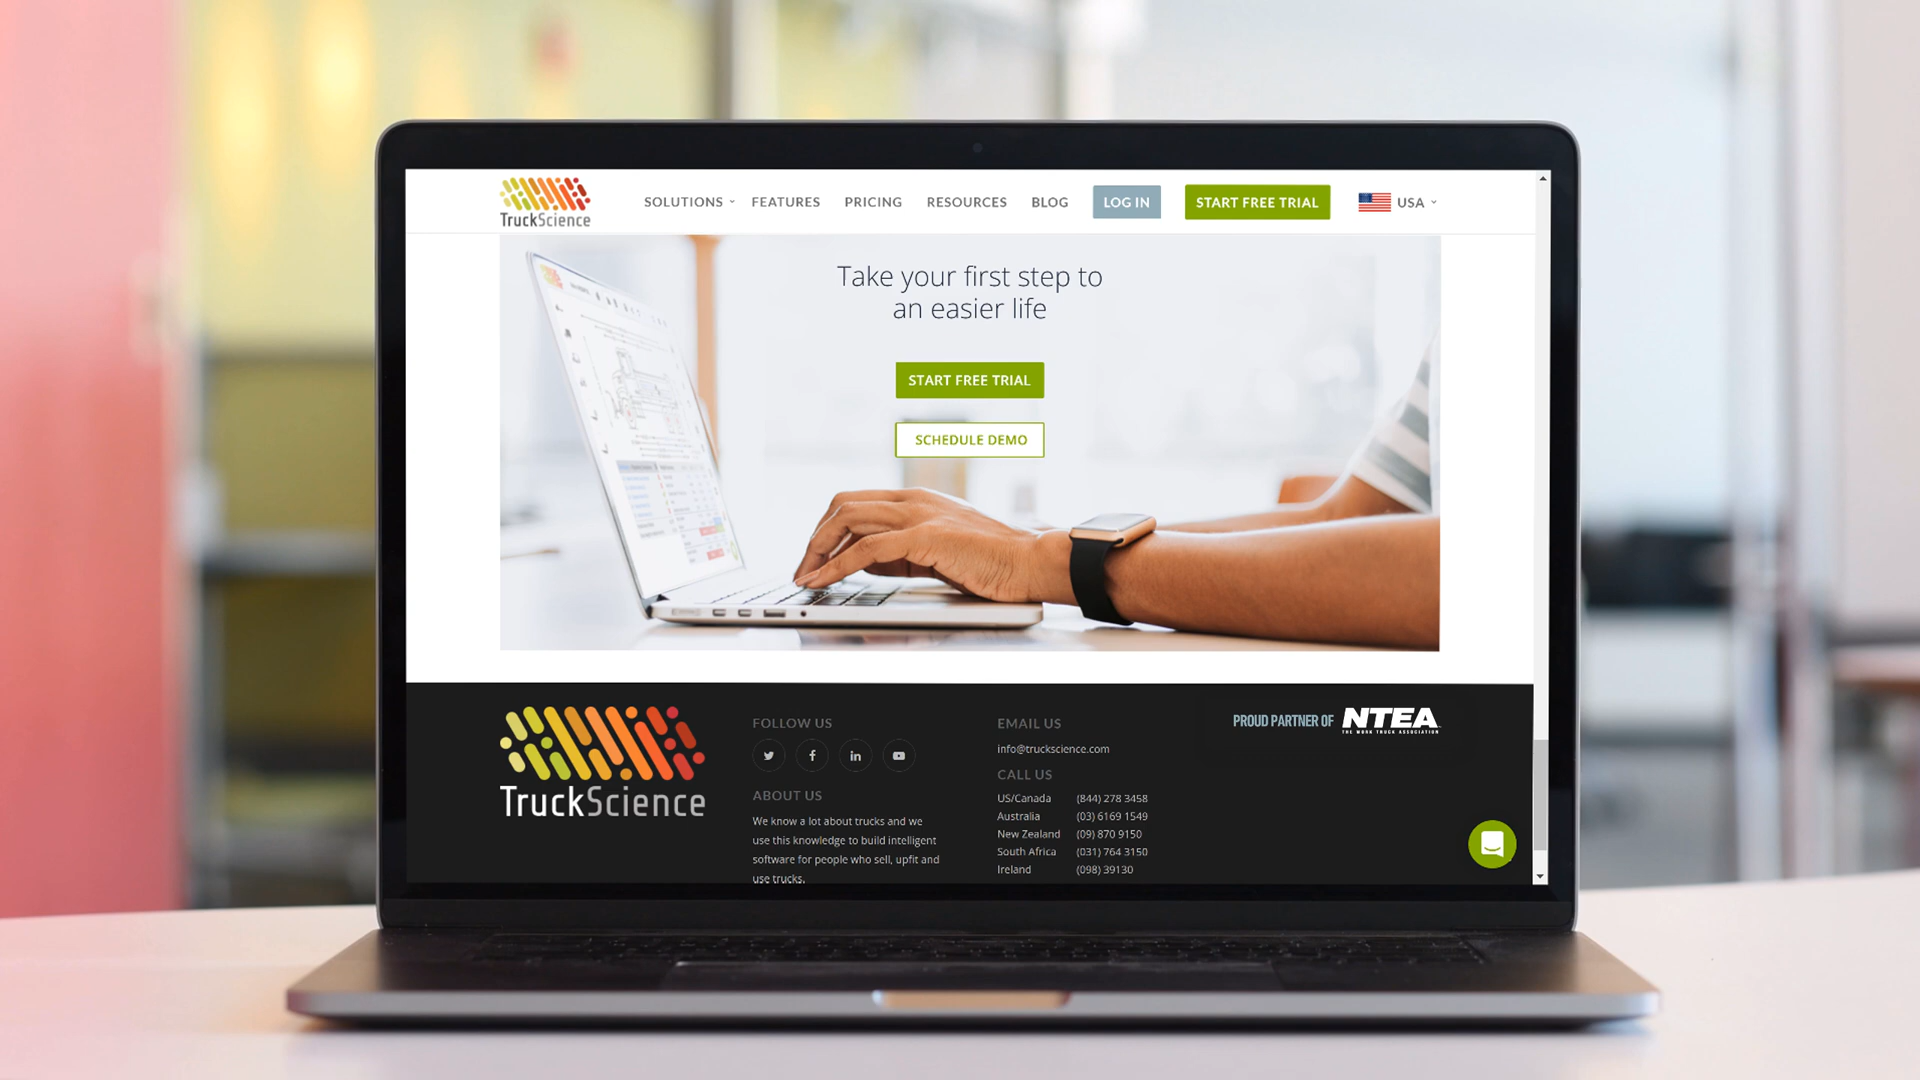 TruckScience
SOLUTIONS
FEATURES
PRICING
RESOURCES
BLOG
LOG IN
START FREE TRIAL
USA
Take your first step to
an easier life
START FREE TRIAL
SCHEDULE DEMO
TruckScience
FOLLOW US
ABOUT US
We know a lot about trucks and we
use this knowledge to build intelligent
software for people who sell, upfit and
use trucks.
EMAIL US
info@truckscience.com
CALL US
US/Canada (844) 278 3458
Australia (03) 6169 1549
New Zealand (09) 870 9150
South Africa (031) 764 3150
Ireland (098) 39130
PROUD PARTNER OF NTEA
THE WORK TRUCK ASSOCIATION